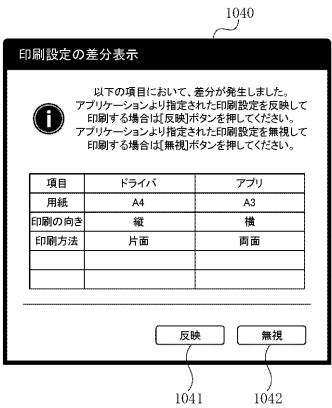 1040
印刷設定の差分表示
以下の項目において、差分が発生しました。
アプリケーションより指定された印刷設定を反映して
印刷する場合は[反映]ボタンを押してください。
アプリケーションより指定された印刷設定を無視して
印刷する場合は[無視]ボタンを押してください。
項目 ドライバ アプリ
用紙 A4 A3
印刷の向き 縦 横
印刷方法 片面 両面
反映 無視
1041 1042